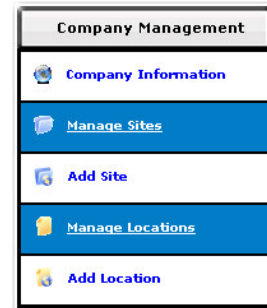 Company Management
Company Information
Manage Sites
Add Site
Manage Locations
Add Location